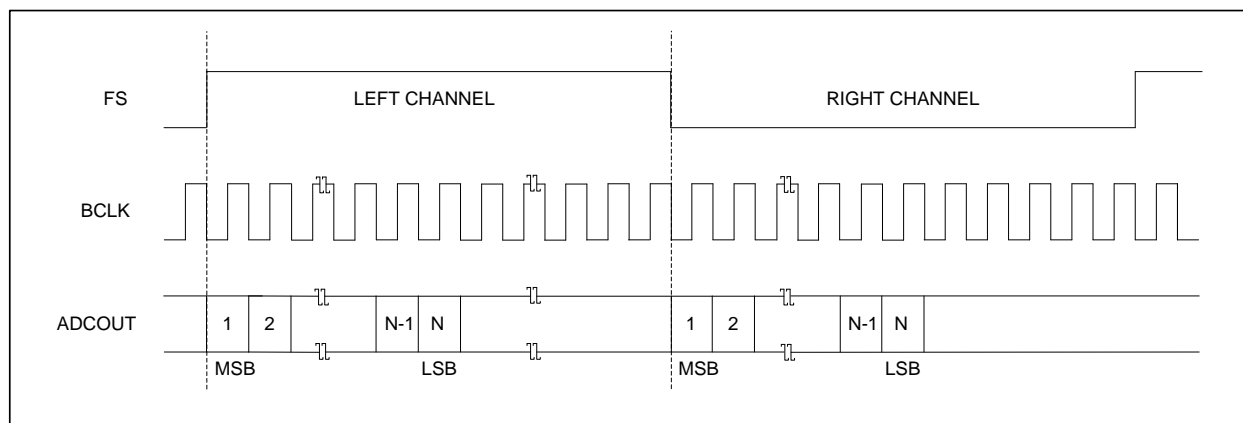 FS LEFT CHANNEL RIGHT CHANNEL
BCLK
ADCOUT 1 2 N-1 N 1 2 N-1 N
MSB LSB MSB LSB